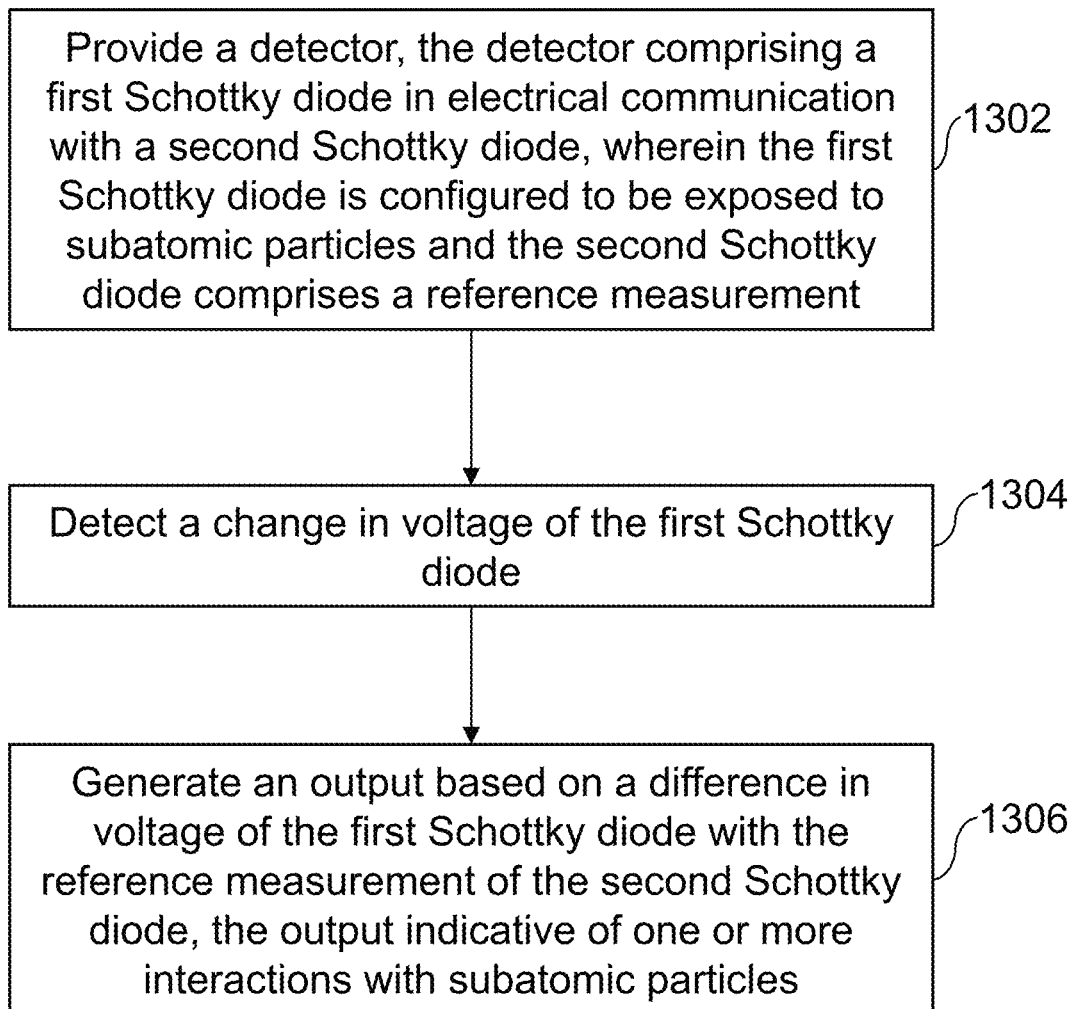 Provide a detector, the detector comprising a
first Schottky diode in electrical communication
with a second Schottky diode, wherein the first
Schottky diode is configured to be exposed to
subatomic particles and the second Schottky
diode comprises a reference measurement
1302
Detect a change in voltage of the first Schottky
diode
1304
Generate an output based on a difference in
voltage of the first Schottky diode with the
reference measurement of the second Schottky
diode, the output indicative of one or more
interactions with subatomic particles
1306